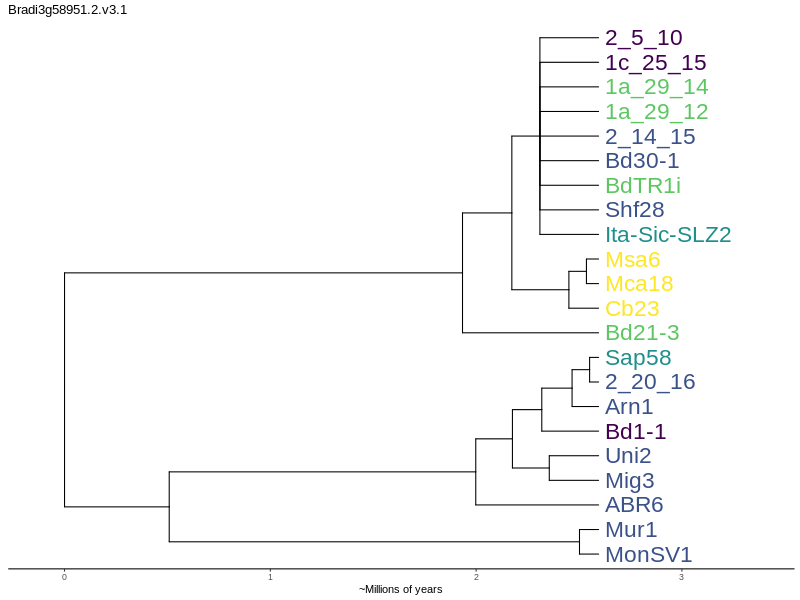 Bradi3g58951.2.v3.1
2_5_10
1c_25_15
1a_29_14
1a_29_12
2_14_15
Bd30-1
BdTR1i
Shf28
Ita-Sic-SLZ2
Msa6
Mca18
Cb23
Bd21-3
Sap58
2_20_16
Arn1
Bd1-1
Uni2
Mig3
ABR6
Mur1
MonSV1
0 1 2 3
~Millions of years